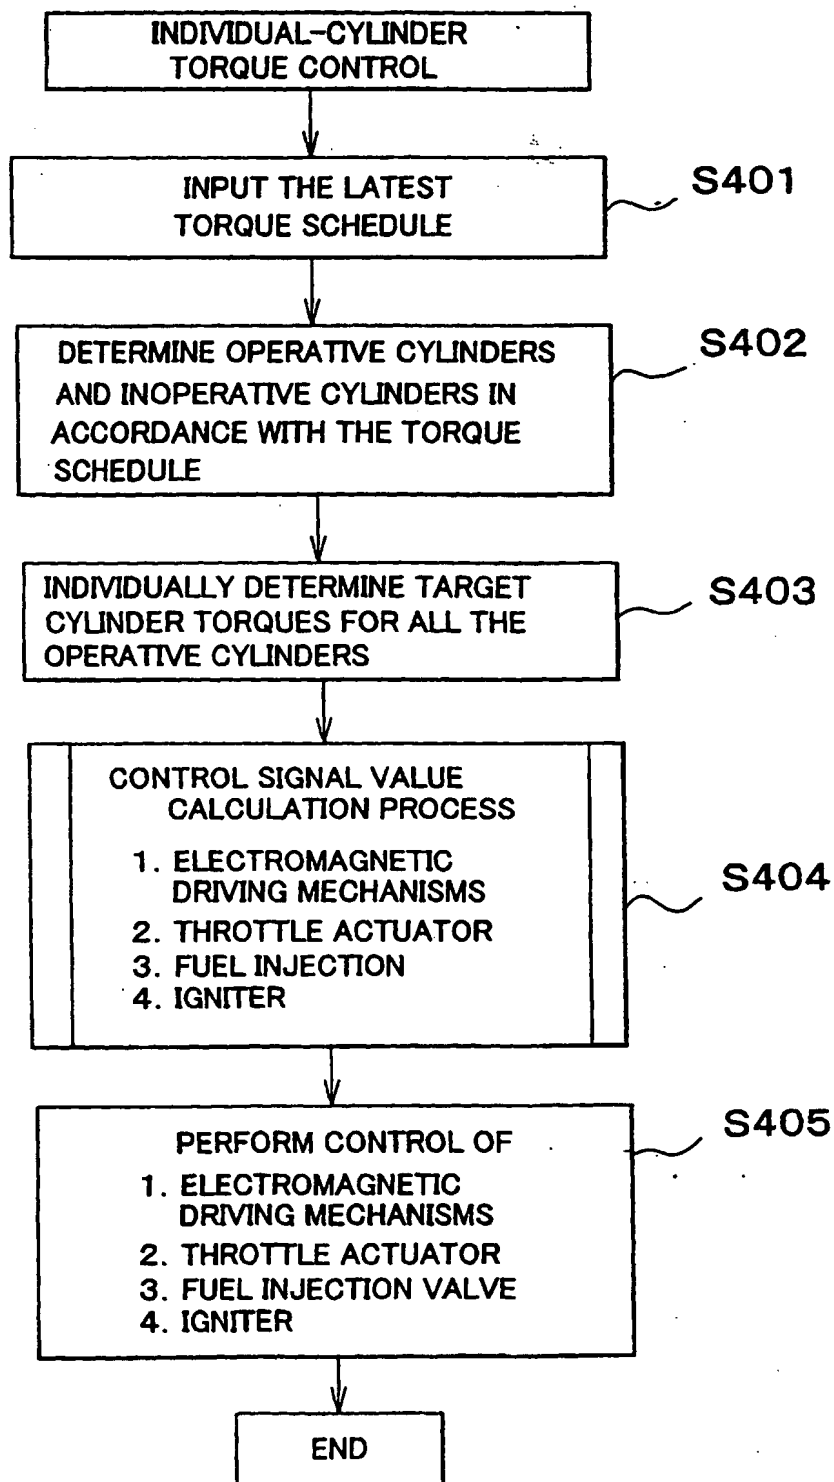 INDIVIDUAL-CYLINDER
TORQUE CONTROL
INPUT THE LATEST
TORQUE SCHEDULE
S401
DETERMINE OPERATIVE CYLINDERS
AND INOPERATIVE CYLINDERS IN
ACCORDANCE WITH THE TORQUE
SCHEDULE
S402
INDIVIDUALLY DETERMINE TARGET
CYLINDER TORQUES FOR ALL THE
OPERATIVE CYLINDERS
S403
CONTROL SIGNAL VALUE
CALCULATION PROCESS
1. ELECTROMAGNETIC
DRIVING MECHANISMS
2. THROTTLE ACTUATOR
3. FUEL INJECTION
4. IGNITER
S404
PERFORM CONTROL OF
1. ELECTROMAGNETIC
DRIVING MECHANISMS
2. THROTTLE ACTUATOR
3. FUEL INJECTION VALVE
4. IGNITER
S405
END